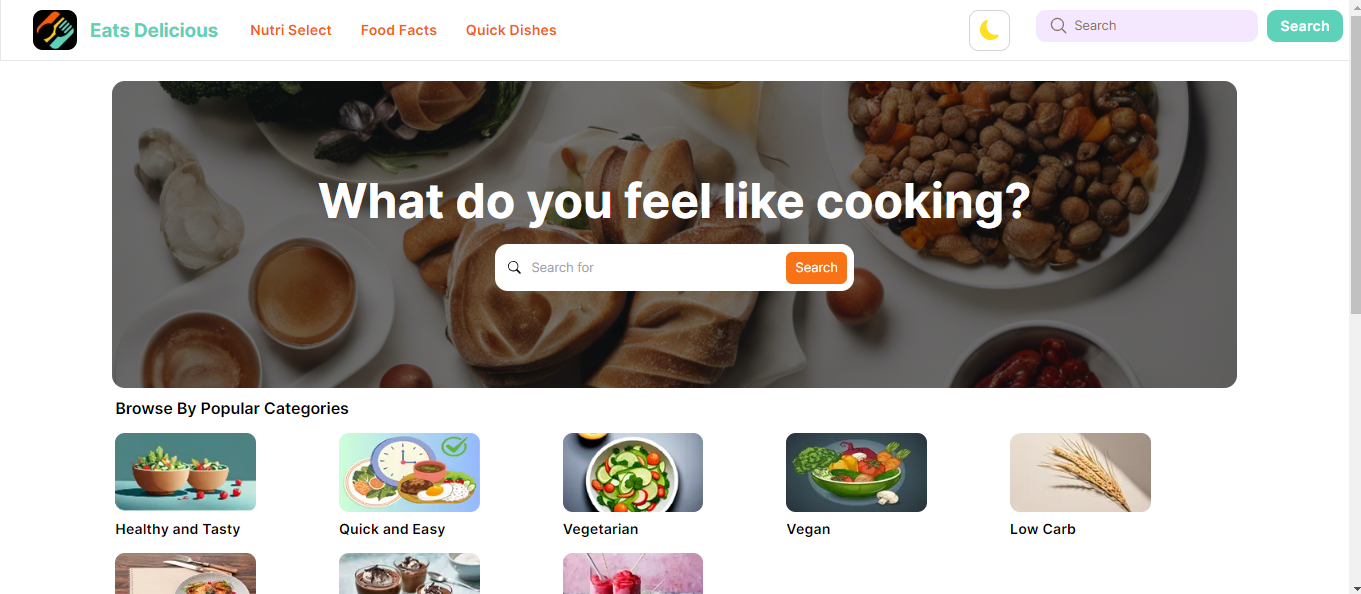 Eats Delicious
Nutri Select
Food Facts
Quick Dishes
Search
Search
What do you feel like cooking?
Search for
Search
Browse By Popular Categories
Healthy and Tasty
Quick and Easy
Vegetarian
Vegan
Low Carb